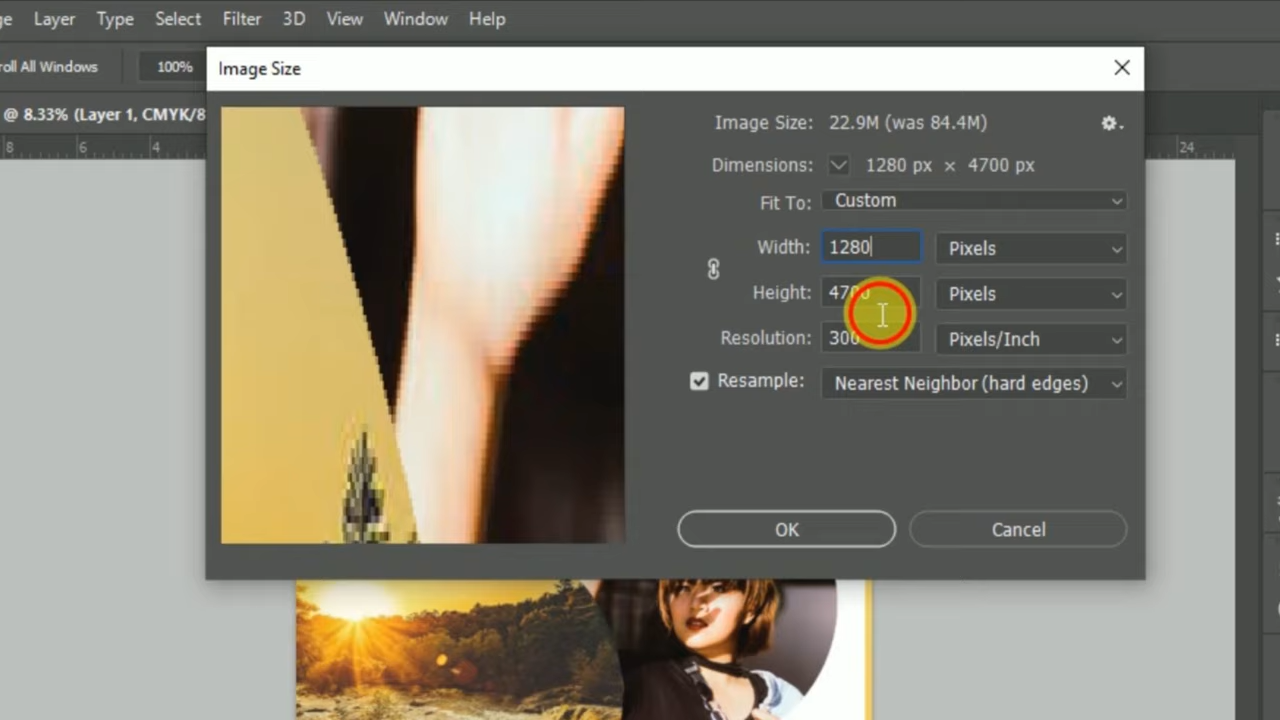 ge Layer Type Select Filter 3D View Window Help
roll All Windows 100%
Image Size
@ 8.33% (Layer 1, CMYK/8
8 6 4 24
Image Size: 22.9M (was 84.4M)
Dimensions: 1280 px × 4700 px
Fit To: Custom
Width: 1280 Pixels
Height: 4700 Pixels
Resolution: 300 Pixels/Inch
Resample: Nearest Neighbor (hard edges)
OK Cancel